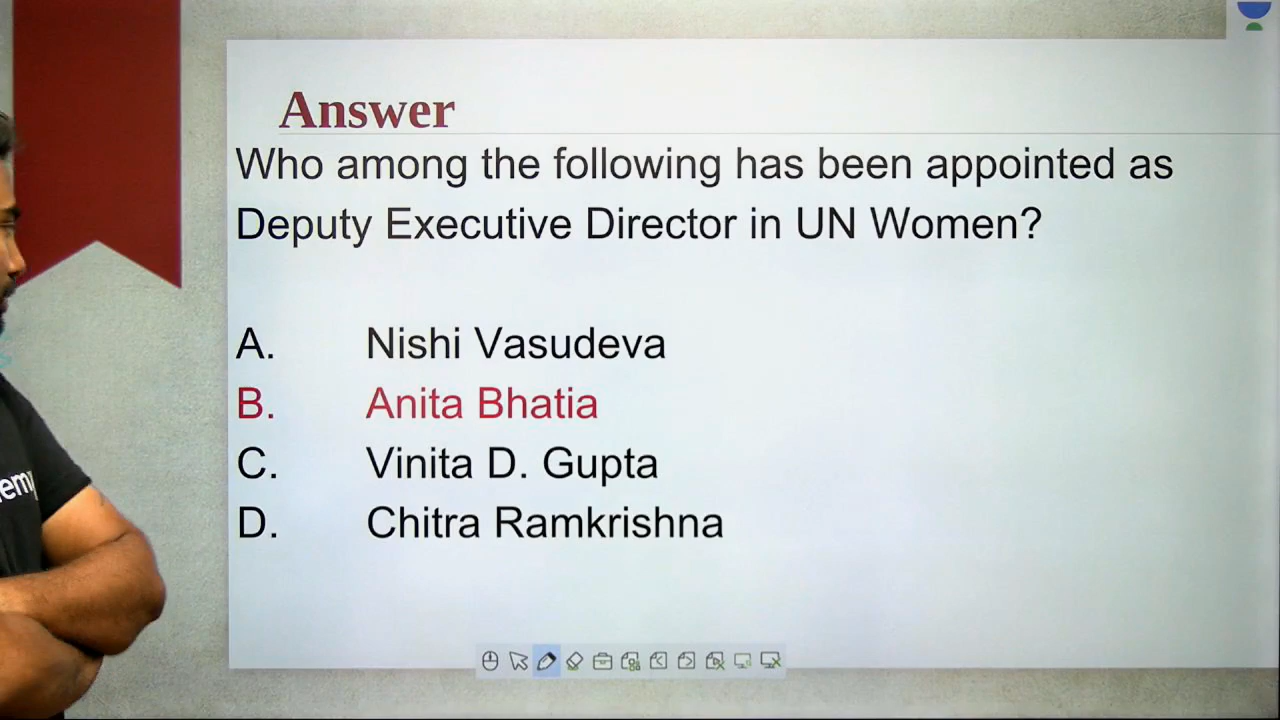 Answer
Who among the following has been appointed as
Deputy Executive Director in UN Women?
A. Nishi Vasudeva
B. Anita Bhatia
C. Vinita D. Gupta
D. Chitra Ramkrishna